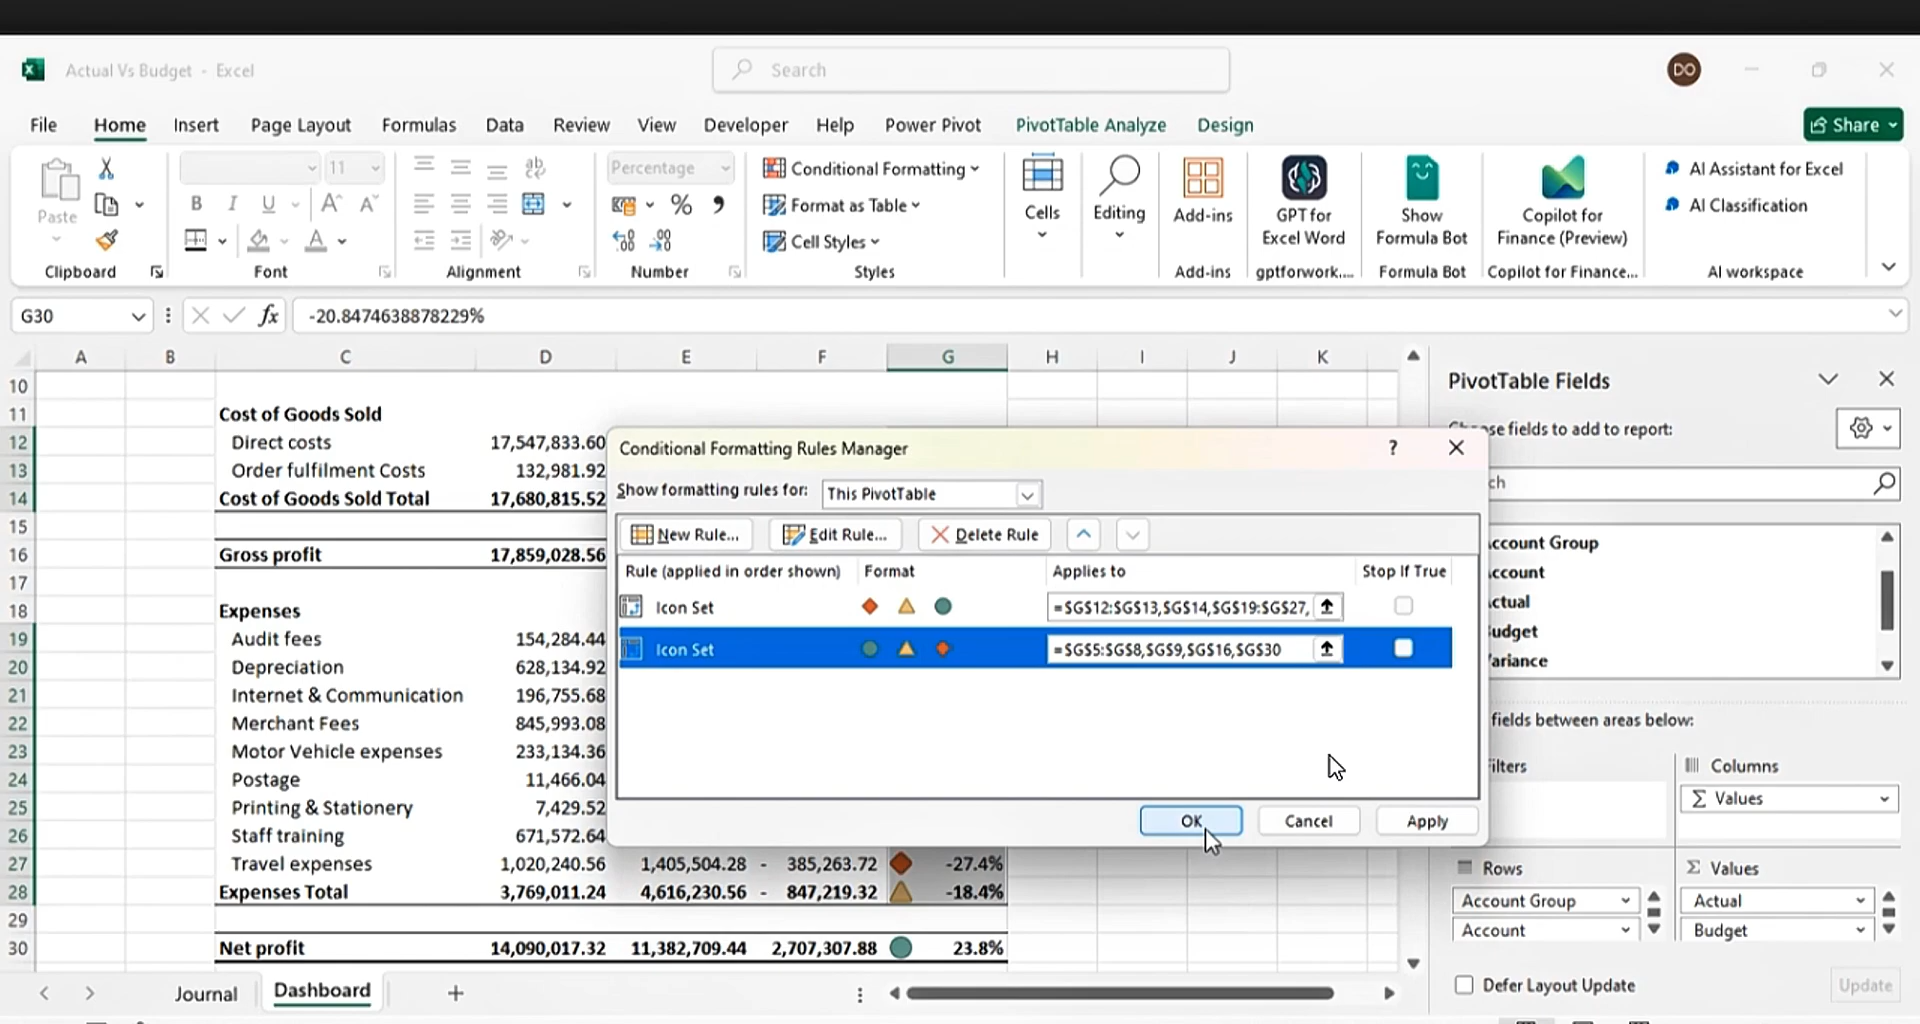 Actual Vs Budget - Excel
Search
DO
File Home Insert Page Layout Formulas Data Review View Developer Help Power Pivot PivotTable Analyze Design
Share
Paste
Clipboard
11
B I U A A
A
Font
ab
Alignment
Percentage
% 9
.00
Number
Conditional Formatting
Format as Table
Cell Styles
Styles
Cells
Editing
Add-ins
Add-ins
GPT for
Excel Word
gptforwork....
Show
Formula Bot
Formula Bot
Copilot for
Finance (Preview)
Copilot for Finance...
AI Assistant for Excel
AI Classification
AI workspace
G30
fx
-20.8474638878229%
A B C D E F G H I J K
10
11 Cost of Goods Sold
12 Direct costs 17,547,833.60
13 Order fulfilment Costs 132,981.92
14 Cost of Goods Sold Total 17,680,815.52
15
16 Gross profit 17,859,028.56
17
18 Expenses
19 Audit fees 154,284.44
20 Depreciation 628,134.92
21 Internet & Communication 196,755.68
22 Merchant Fees 845,993.08
23 Motor Vehicle expenses 233,134.36
24 Postage 11,466.04
25 Printing & Stationery 7,429.52
26 Staff training 671,572.64
27 Travel expenses 1,020,240.56 1,405,504.28 - 385,263.72 -27.4%
28 Expenses Total 3,769,011.24 4,616,230.56 - 847,219.32 -18.4%
29
30 Net profit 14,090,017.32 11,382,709.44 2,707,307.88 23.8%
Conditional Formatting Rules Manager
?
Show formatting rules for: This PivotTable
New Rule... Edit Rule... Delete Rule
Rule (applied in order shown) Format Applies to Stop If True
Icon Set =$G$12:$G$13,$G$14,$G$19:$G$27,
Icon Set =$G$5:$G$8,$G$9,$G$16,$G$30
OK Cancel Apply
PivotTable Fields
se fields to add to report:
ch
ccount Group
ccount
ctual
udget
ariance
fields between areas below:
ilters
Columns
Σ Values
Rows
Account Group
Account
Σ Values
Actual
Budget
Defer Layout Update
Update
Journal Dashboard